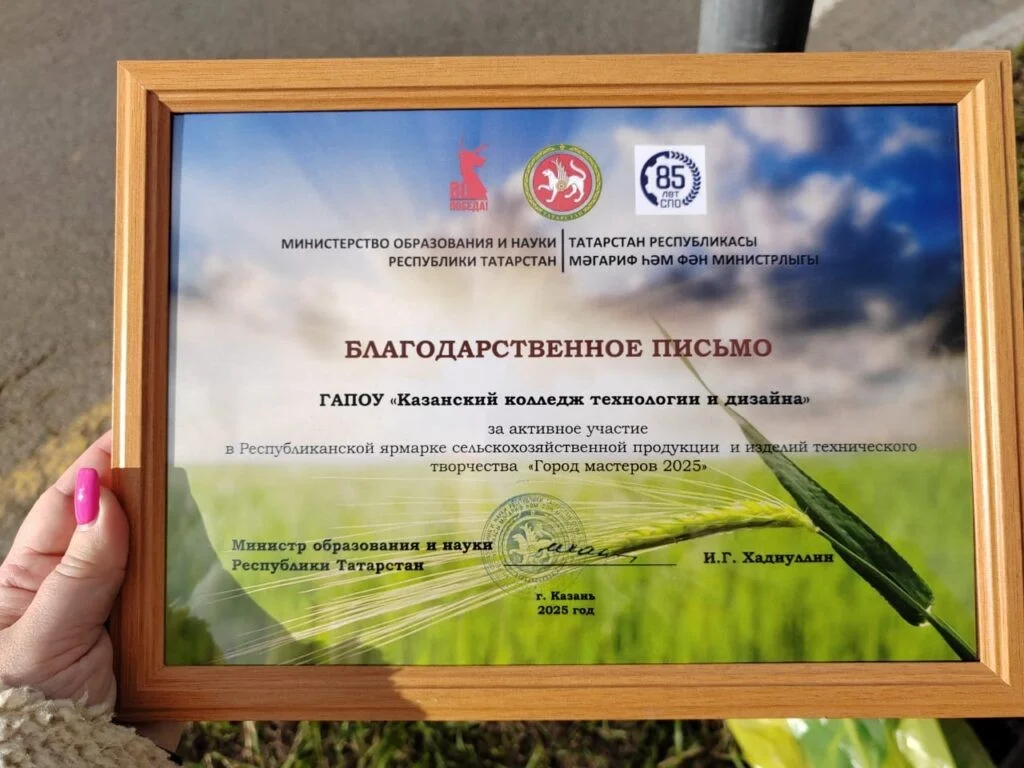 80
ПОБЕДА!
ТАТАРСТАН
85
ЛЕТ
СПО
МИНИСТЕРСТВО ОБРАЗОВАНИЯ И НАУКИ
РЕСПУБЛИКИ ТАТАРСТАН
ТАТАРСТАН РЕСПУБЛИКАСЫ
МӘГАРИФ ҺӘМ ФӘН МИНИСТРЛЫГЫ
БЛАГОДАРСТВЕННОЕ ПИСЬМО
ГАПОУ «Казанский колледж технологии и дизайна»
за активное участие
в Республиканской ярмарке сельскохозяйственной продукции и изделий технического
творчества «Город мастеров 2025»
Министр образования и науки
Республики Татарстан
И.Г. Хадиуллин
г. Казань
2025 год